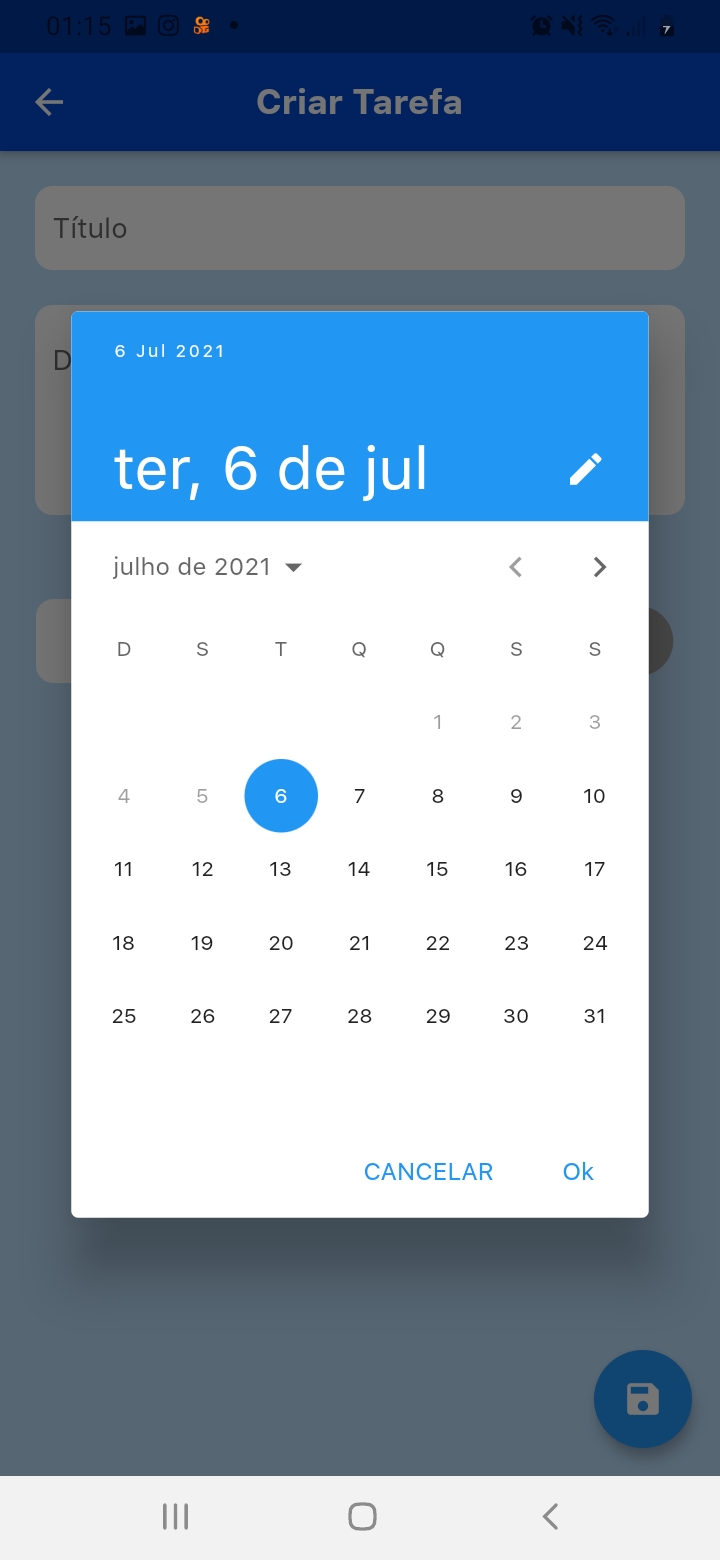 01:15
Criar Tarefa
Título
D
6 Jul 2021
ter, 6 de jul
julho de 2021
D S T Q Q S S
1 2 3
4 5 6 7 8 9 10
11 12 13 14 15 16 17
18 19 20 21 22 23 24
25 26 27 28 29 30 31
CANCELAR Ok